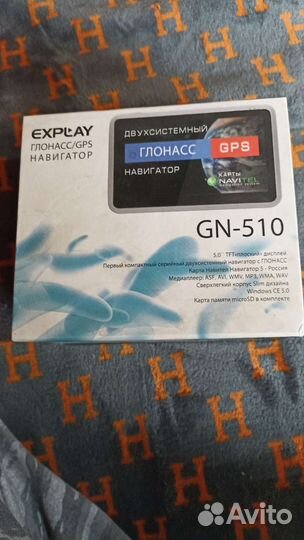 EXPLAY
ГЛОНАСС/GPS
НАВИГАТОР
ДВУХСИСТЕМНЫЙ
ГЛОНАСС GPS
НАВИГАТОР
КАРТЫ
NAVITEL
GN-510
5.0" TFT-плоский дисплей
Первый компактный серийный двухсистемный навигатор с ГЛОНАСС
Карта Навител Навигатор 5 - Россия
Медиаплеер: ASF, AVI, WMV, MP3, WMA, WAV
Сверхлегкий корпус Slim дизайна
Windows CE 5.0
Карта памяти microSD в комплекте
Avito